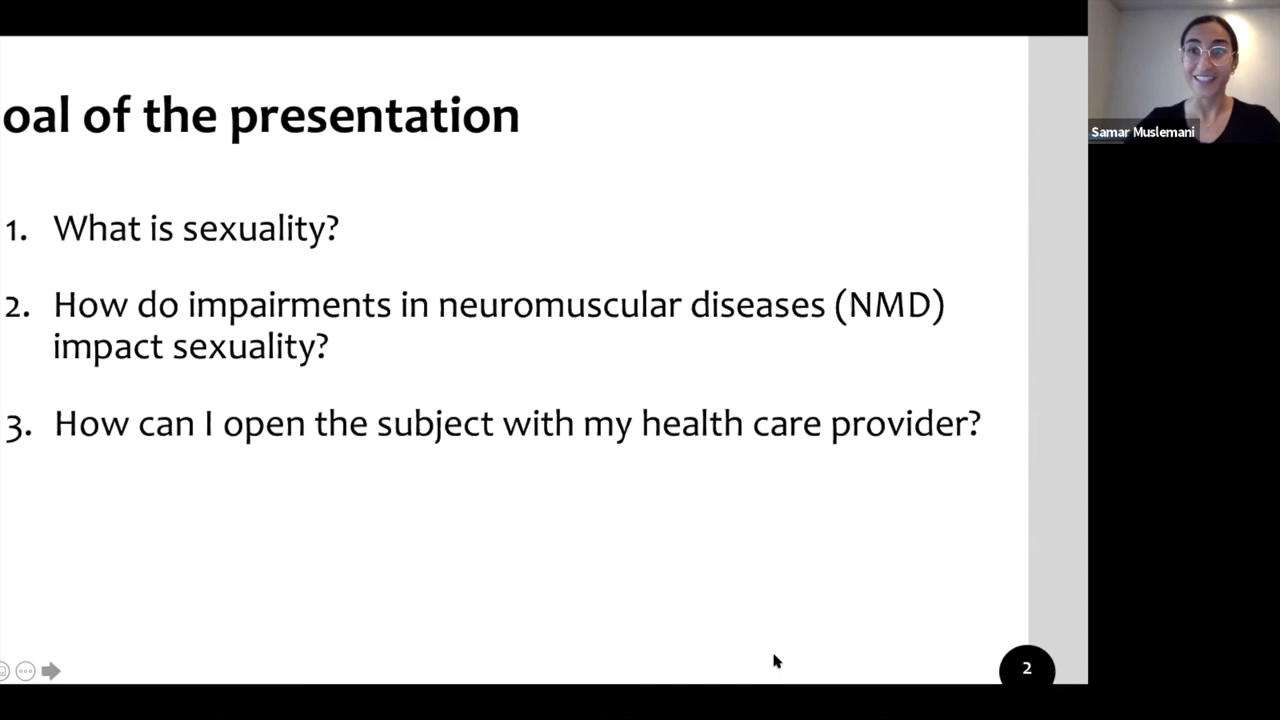 oal of the presentation
Samar Muslemani
1. What is sexuality?
2. How do impairments in neuromuscular diseases (NMD)
impact sexuality?
3. How can I open the subject with my health care provider?
2